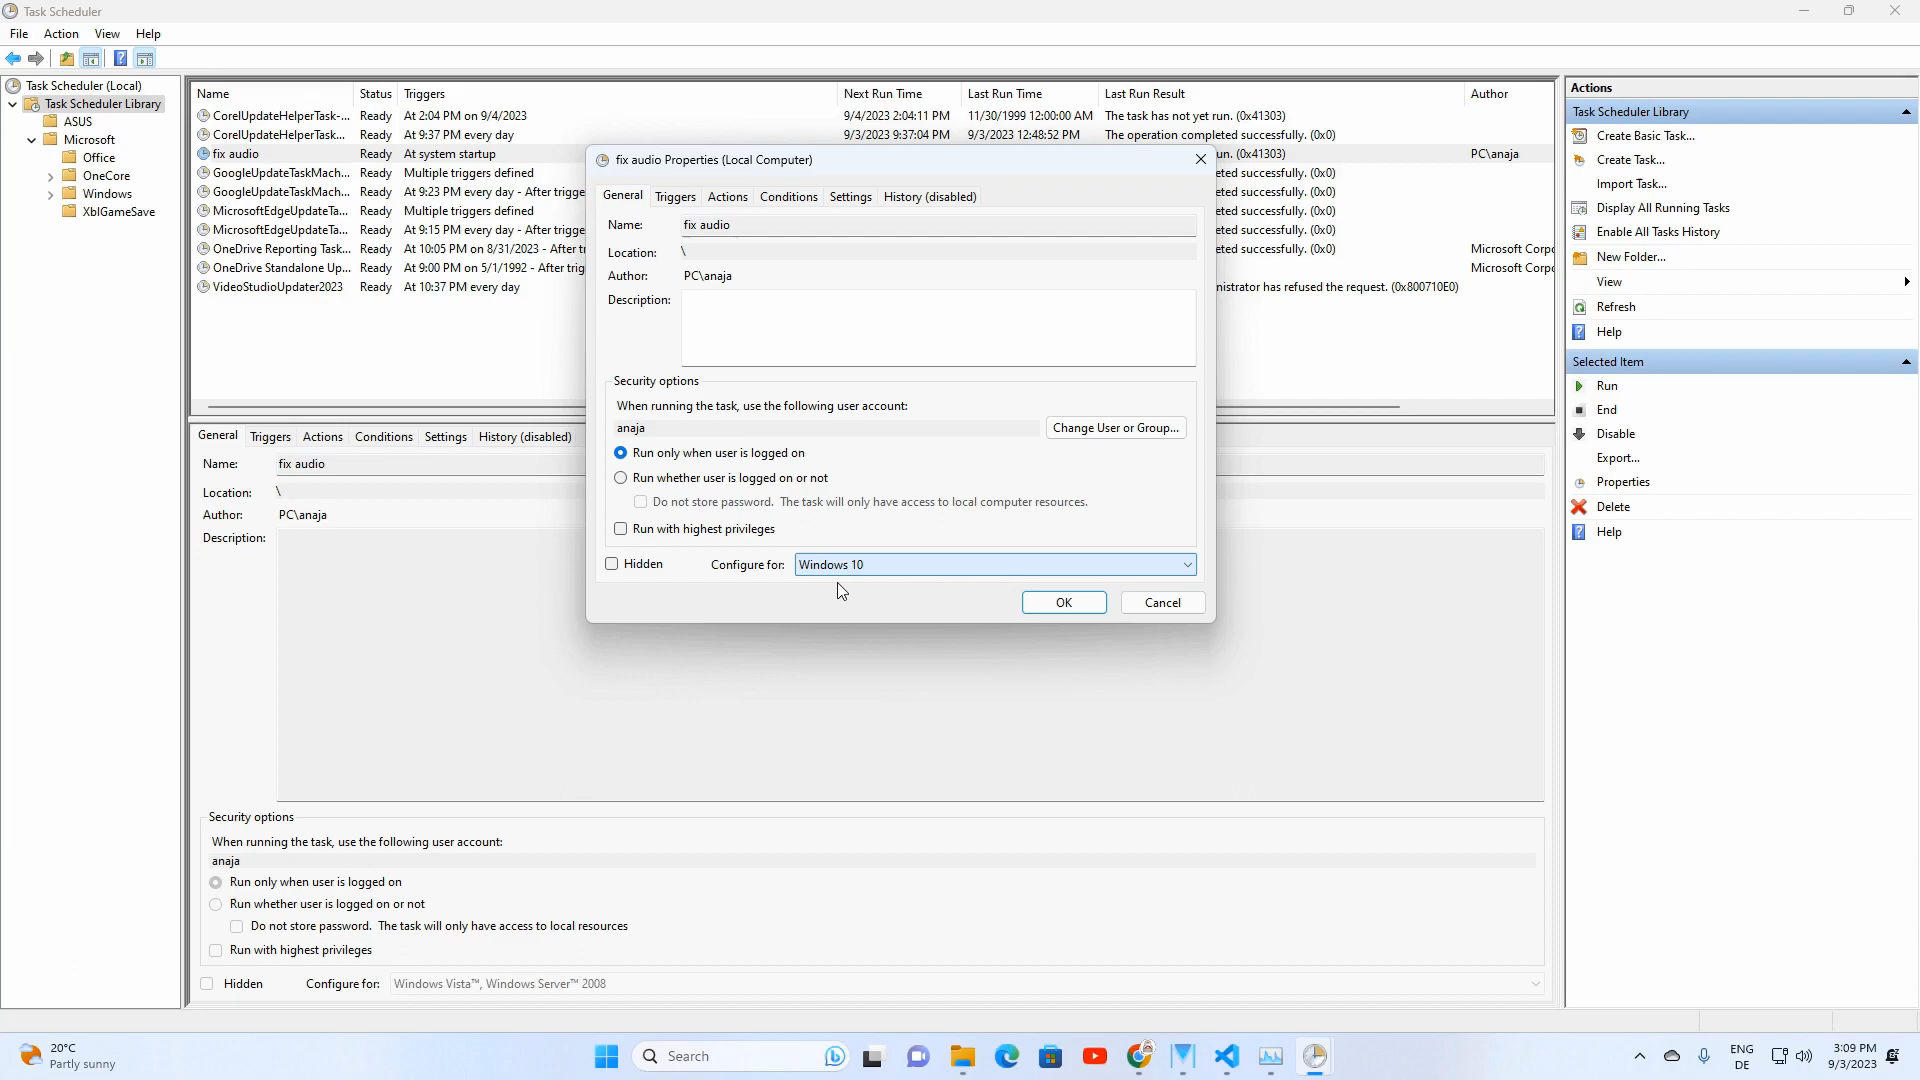 Task Scheduler
File Action View Help
Task Scheduler (Local)
Task Scheduler Library
ASUS
Microsoft
Office
OneCore
Windows
XblGameSave
Name Status Triggers Next Run Time Last Run Time Last Run Result Author
CorelUpdateHelperTask-... Ready At 2:04 PM on 9/4/2023 9/4/2023 2:04:11 PM 11/30/1999 12:00:00 AM The task has not yet run. (0x41303)
CorelUpdateHelperTask... Ready At 9:37 PM every day 9/3/2023 9:37:04 PM 9/3/2023 12:48:52 PM The operation completed successfully. (0x0)
fix audio Ready At system startup run. (0x41303) PC\anaja
GoogleUpdateTaskMach... Ready Multiple triggers defined eted successfully. (0x0)
GoogleUpdateTaskMach... Ready At 9:23 PM every day - After trigge eted successfully. (0x0)
MicrosoftEdgeUpdateTa... Ready Multiple triggers defined eted successfully. (0x0)
MicrosoftEdgeUpdateTa... Ready At 9:15 PM every day - After trigge eted successfully. (0x0)
OneDrive Reporting Task... Ready At 10:05 PM on 8/31/2023 - After tr eted successfully. (0x0) Microsoft Corpo
OneDrive Standalone Up... Ready At 9:00 PM on 5/1/1992 - After trig Microsoft Corpo
VideoStudioUpdater2023 Ready At 10:37 PM every day nistrator has refused the request. (0x800710E0)
fix audio Properties (Local Computer)
General Triggers Actions Conditions Settings History (disabled)
Name: fix audio
Location: \
Author: PC\anaja
Description:
Security options
When running the task, use the following user account:
anaja Change User or Group...
Run only when user is logged on
Run whether user is logged on or not
Do not store password. The task will only have access to local computer resources.
Run with highest privileges
Hidden Configure for: Windows 10
OK Cancel
General Triggers Actions Conditions Settings History (disabled)
Name: fix audio
Location: \
Author: PC\anaja
Description:
Security options
When running the task, use the following user account:
anaja
Run only when user is logged on
Run whether user is logged on or not
Do not store password. The task will only have access to local resources
Run with highest privileges
Hidden Configure for: Windows Vista™, Windows Server™ 2008
Actions
Task Scheduler Library
Create Basic Task...
Create Task...
Import Task...
Display All Running Tasks
Enable All Tasks History
New Folder...
View
Refresh
Help
Selected Item
Run
End
Disable
Export...
Properties
Delete
Help
20°C
Partly sunny
Search
ENG
DE
3:09 PM
9/3/2023